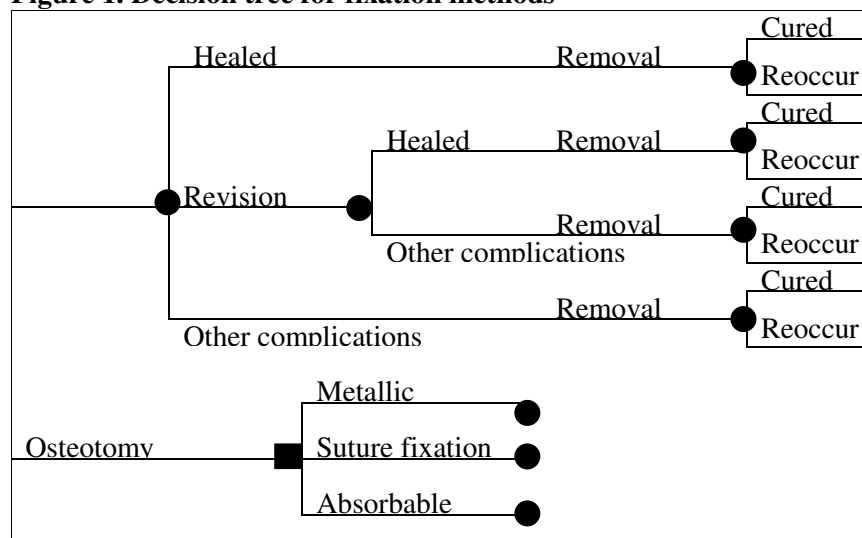 Figure 1. Decision tree for fixation methods
Cured
Healed Removal
Reoccur
Cured
Healed Removal
Reoccur
Cured
Revision
Removal
Reoccur
Other complications
Cured
Removal
Reoccur
Other complications
Metallic
Osteotomy Suture fixation
Absorbable